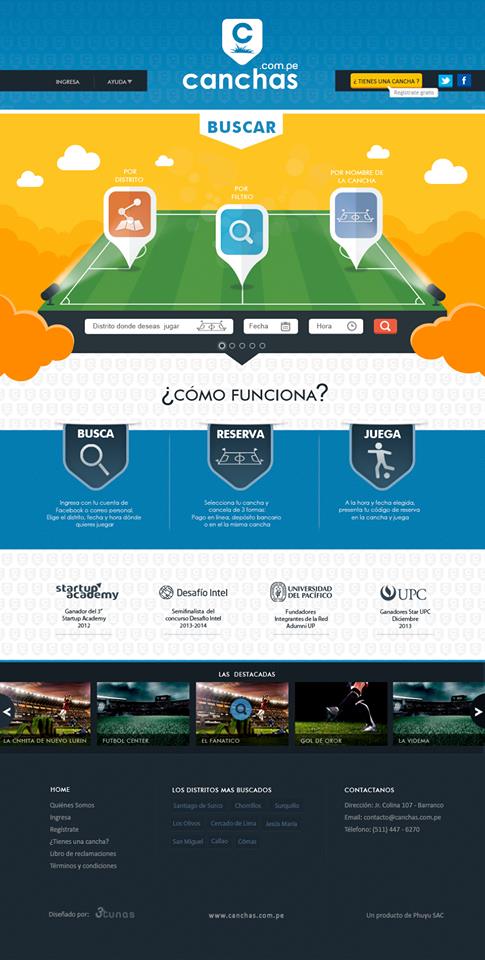 C
.com.pe
canchas
INGRESA
AYUDA
¿ TIENES UNA CANCHA ?
Registrate gratis
f
BUSCAR
POR
DISTRITO
POR
FILTRO
POR NOMBRE DE
LA CANCHA
Distrito donde deseas jugar
Fecha
Hora
¿CÓMO FUNCIONA?
BUSCA
RESERVA
JUEGA
Ingresa con tu cuenta de
Facebook o correo personal.
Elige el distrito, fecha y hora dónde
quieres juegar
Selecciona tu cancha y
cancela de 3 formas:
Pago en línea, depósito bancario
o en el la misma cancha
A la hora y fecha elegida,
presenta tu código de reserva
en la cancha y juega
startup
academy
Ganador del 3°
Startup Academy
2012
Desafío Intel
Semifinalista del
concurso Desafio Intel
2013-2014
UNIVERSIDAD
DEL PACÍFICO
Fundadores
Integrantes de la Red
Adumni UP
UPC
Ganadores Star UPC
Diciembre
2013
LAS DESTACADAS
<
>
LA CNHITA DE NUEVO LURIN
FUTBOL CENTER
EL FANATICO
GOL DE OROR
LA VIDEMA
HOME
Quiénes Somos
Ingresa
Regístrate
¿Tienes una cancha?
Libro de reclamaciones
Términos y condiciones
LOS DISTRITOS MAS BUSCADOS
Santiago de Surco
Chorrillos
Surquillo
Los Olivos
Cercado de Lima
Jesús María
San Miguel
Callao
Cómas
CONTACTANOS
Dirección: Jr. Colina 107 - Barranco
Email: contacto@canchas.com.pe
Télefono: (511) 447 - 6270
Diseñado por: 3tunas
www.canchas.com.pe
Un producto de Phuyu SAC